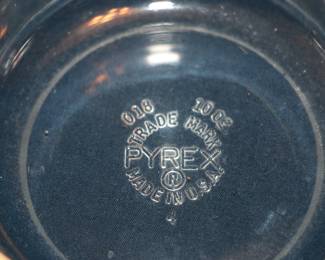 018 10 OZ
TRADE MARK
PYREX
®
MADE IN U.S.A.